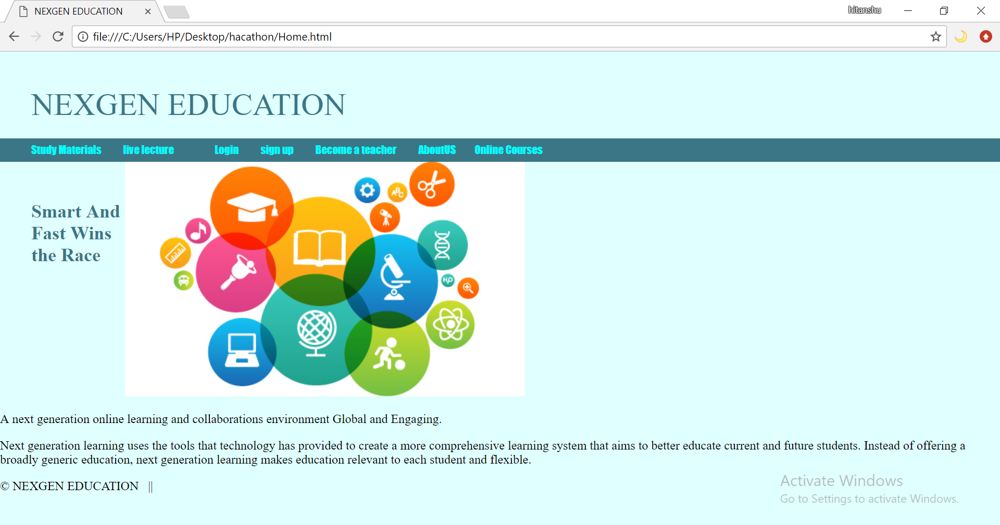 NEXGEN EDUCATION
hitanshu
file:///C:/Users/HP/Desktop/hacathon/Home.html
NEXGEN EDUCATION
Study Materials live lecture Login sign up Become a teacher AboutUS Online Courses
Smart And
Fast Wins
the Race
ABC
H₂O
A next generation online learning and collaborations environment Global and Engaging.
Next generation learning uses the tools that technology has provided to create a more comprehensive learning system that aims to better educate current and future students. Instead of offering a
broadly generic education, next generation learning makes education relevant to each student and flexible.
© NEXGEN EDUCATION ||
Activate Windows
Go to Settings to activate Windows.